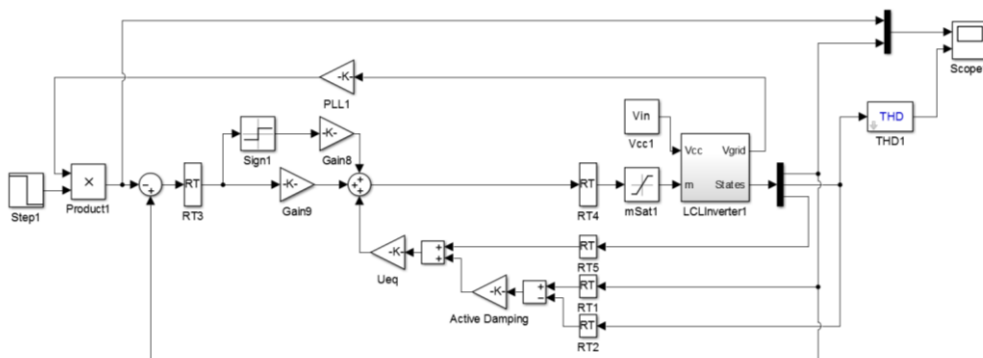 Scope
THD
THD1
-K-
PLL1
Vin
Vcc1
Sign1
-K-
Gain8
Vcc
Vgrid
m
States
LCLInverter1
Step1
×
Product1
−
+
RT
RT3
-K-
Gain9
+
+
+
RT
RT4
mSat1
-K-
Ueq
+
+
RT
RT5
-K-
Active Damping
+
−
RT
RT1
RT
RT2